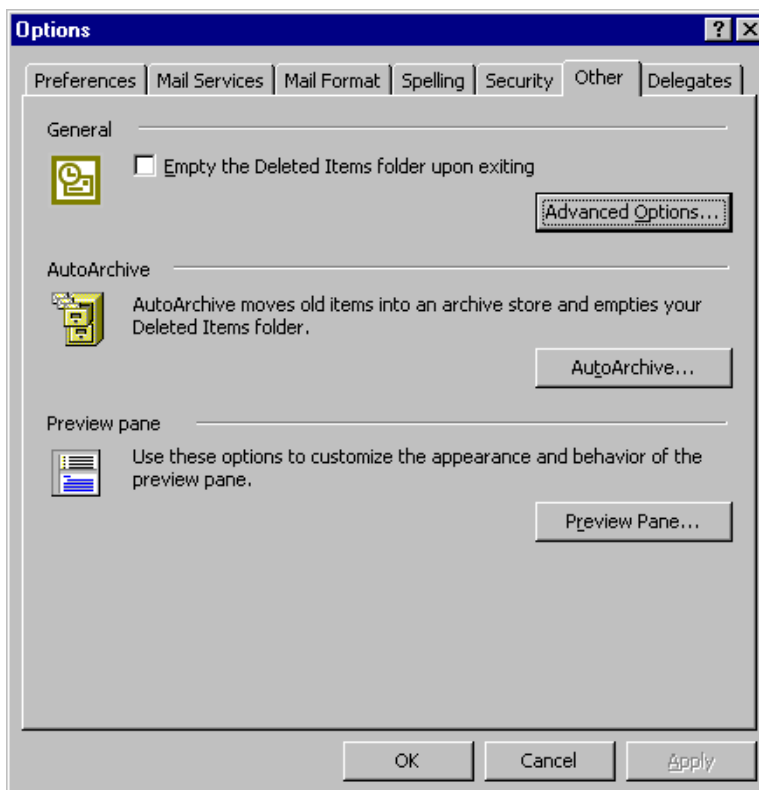 Options
Preferences Mail Services Mail Format Spelling Security Other Delegates
General
Empty the Deleted Items folder upon exiting
Advanced Options...
AutoArchive
AutoArchive moves old items into an archive store and empties your
Deleted Items folder.
AutoArchive...
Preview pane
Use these options to customize the appearance and behavior of the
preview pane.
Preview Pane...
OK Cancel Apply